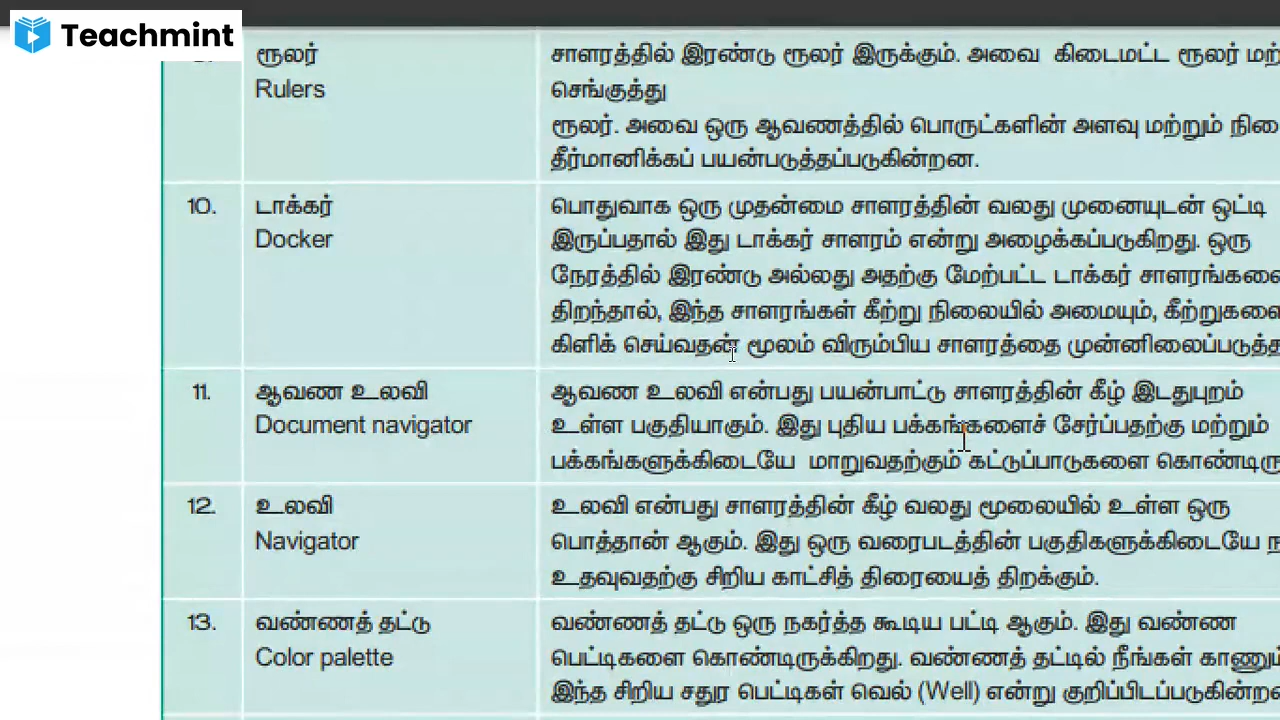 Teachmint
ரூலர்
Rulers
சாளரத்தில் இரண்டு ரூலர் இருக்கும். அவை கிடைமட்ட ரூலர்
செங்குத்து
ரூலர். அவை ஒரு ஆவணத்தில் பொருட்களின் அளவு மற்றும்
தீர்மானிக்கப் பயன்படுத்தப்படுகின்றன.
10.
டாக்கர்
Docker
பொதுவாக ஒரு முதன்மை சாளரத்தின் வலது முனையுடன் ஒட்டி
இருப்பதால் இது டாக்கர் சாளரம் என்று அழைக்கப்படுகிறது. ஒரு
நேரத்தில் இரண்டு அல்லது அதற்கு மேற்பட்ட டாக்கர்
திறந்தால், இந்த சாளரங்கள் கீற்று நிலையில் அமையும்,
கிளிக் செய்வதன் மூலம் விரும்பிய சாளரத்தை
11.
ஆவண உலவி
Document navigator
ஆவண உலவி என்பது பயன்பாட்டு சாளரத்தின் கீழ் இடதுபுறம்
உள்ள பகுதியாகும். இது புதிய பக்கங்களைச் சேர்ப்பதற்கு மற்றும்
பக்கங்களுக்கிடையே மாறுவதற்கும் கட்டுப்பாடுகளை
12.
உலவி
Navigator
உலவி என்பது சாளரத்தின் கீழ் வலது மூலையில் உள்ள ஒரு
பொத்தான் ஆகும். இது ஒரு வரைபடத்தின் பகுதிகளுக்கிடையே
உதவுவதற்கு சிறிய காட்சித் திரையைத் திறக்கும்.
13.
வண்ணத் தட்டு
Color palette
வண்ணத் தட்டு ஒரு நகர்த்த கூடிய பட்டி ஆகும். இது வண்ண
பெட்டிகளை கொண்டிருக்கிறது. வண்ணத் தட்டில் நீங்கள்
இந்த சிறிய சதுர பெட்டிகள் வெல் (Well) என்று